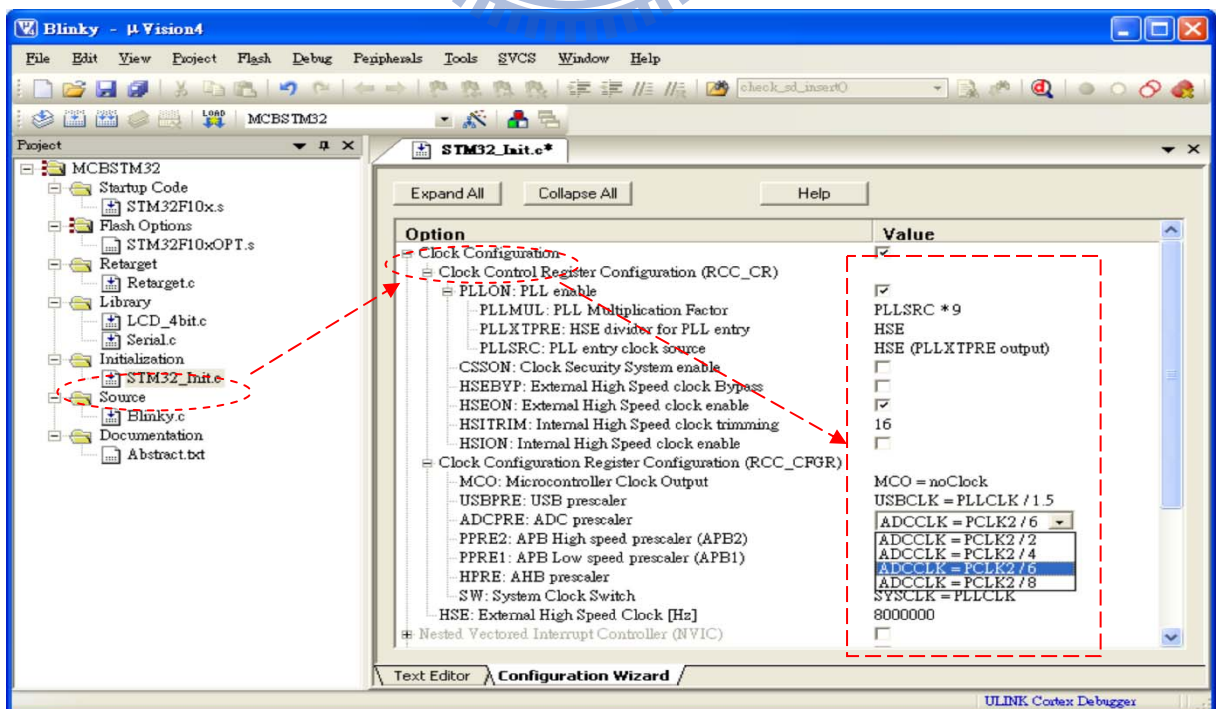 Blinky - µVision4
File Edit View Project Flash Debug Peripherals Tools SVCS Window Help
check_sd_insert()
LOAD MCBSTM32
Project
MCBSTM32
Startup Code
STM32F10x.s
Flash Options
STM32F10xOPT.s
Retarget
Retarget.c
Library
LCD_4bit.c
Serial.c
Initialization
STM32_Init.c
Source
Blinky.c
Documentation
Abstract.txt
STM32_Init.c*
Expand All Collapse All Help
Option Value
Clock Configuration
Clock Control Register Configuration (RCC_CR)
PLLON: PLL enable
PLLMUL: PLL Multiplication Factor PLLSRC * 9
PLLXTPRE: HSE divider for PLL entry HSE
PLLSRC: PLL entry clock source HSE (PLLXTPRE output)
CSSON: Clock Security System enable
HSEBYP: External High Speed clock Bypass
HSEON: External High Speed clock enable
HSITRIM: Internal High Speed clock trimming 16
HSION: Internal High Speed clock enable
Clock Configuration Register Configuration (RCC_CFGR)
MCO: Microcontroller Clock Output MCO = noClock
USBPRE: USB prescaler USBCLK = PLLCLK / 1.5
ADCPRE: ADC prescaler ADCCLK = PCLK2 / 6
PPRE2: APB High speed prescaler (APB2) ADCCLK = PCLK2 / 2
ADCCLK = PCLK2 / 4
PPRE1: APB Low speed prescaler (APB1) ADCCLK = PCLK2 / 6
HPRE: AHB prescaler ADCCLK = PCLK2 / 8
SW: System Clock Switch SYSCLK = PLLCLK
HSE: External High Speed Clock [Hz] 8000000
Nested Vectored Interrupt Controller (NVIC)
Text Editor Configuration Wizard
ULINK Cortex Debugger